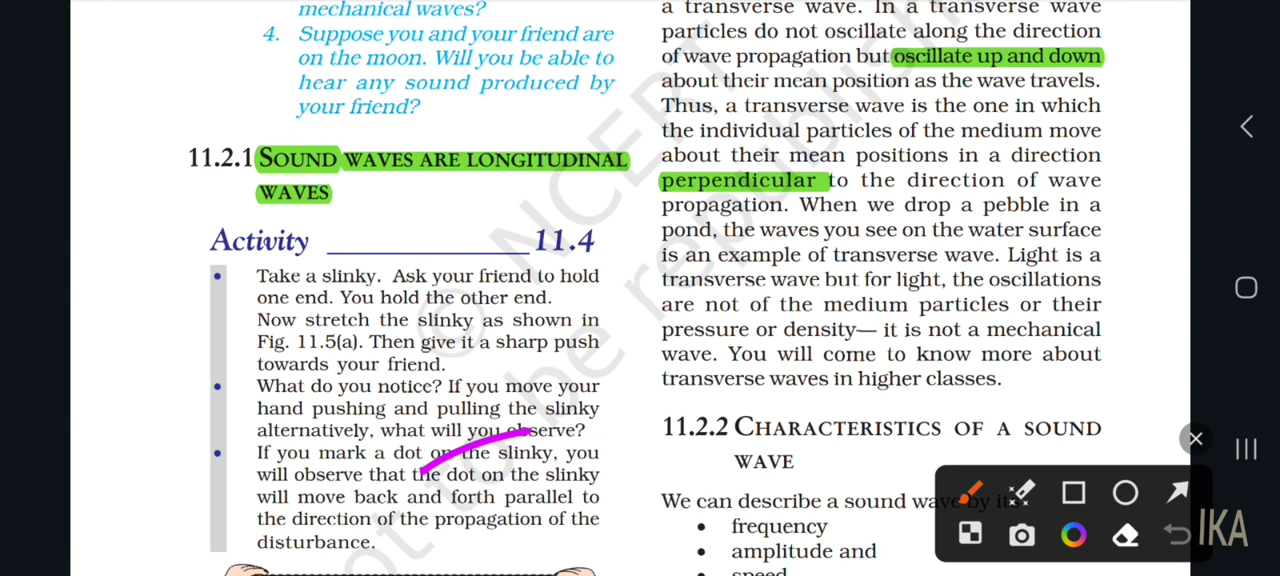 mechanical waves?
4. Suppose you and your friend are
on the moon. Will you be able to
hear any sound produced by
your friend?
11.2.1 SOUND WAVES ARE LONGITUDINAL
WAVES
Activity ____________ 11.4
• Take a slinky. Ask your friend to hold
one end. You hold the other end.
Now stretch the slinky as shown in
Fig. 11.5(a). Then give it a sharp push
towards your friend.
• What do you notice? If you move your
hand pushing and pulling the slinky
alternatively, what will you observe?
• If you mark a dot on the slinky, you
will observe that the dot on the slinky
will move back and forth parallel to
the direction of the propagation of the
disturbance.
a transverse wave. In a transverse wave
particles do not oscillate along the direction
of wave propagation but oscillate up and down
about their mean position as the wave travels.
Thus, a transverse wave is the one in which
the individual particles of the medium move
about their mean positions in a direction
perpendicular to the direction of wave
propagation. When we drop a pebble in a
pond, the waves you see on the water surface
is an example of transverse wave. Light is a
transverse wave but for light, the oscillations
are not of the medium particles or their
pressure or density— it is not a mechanical
wave. You will come to know more about
transverse waves in higher classes.
11.2.2 CHARACTERISTICS OF A SOUND
WAVE
We can describe a sound wave by its
• frequency
• amplitude and
• speed
© NCERT
not to be republish
IKA